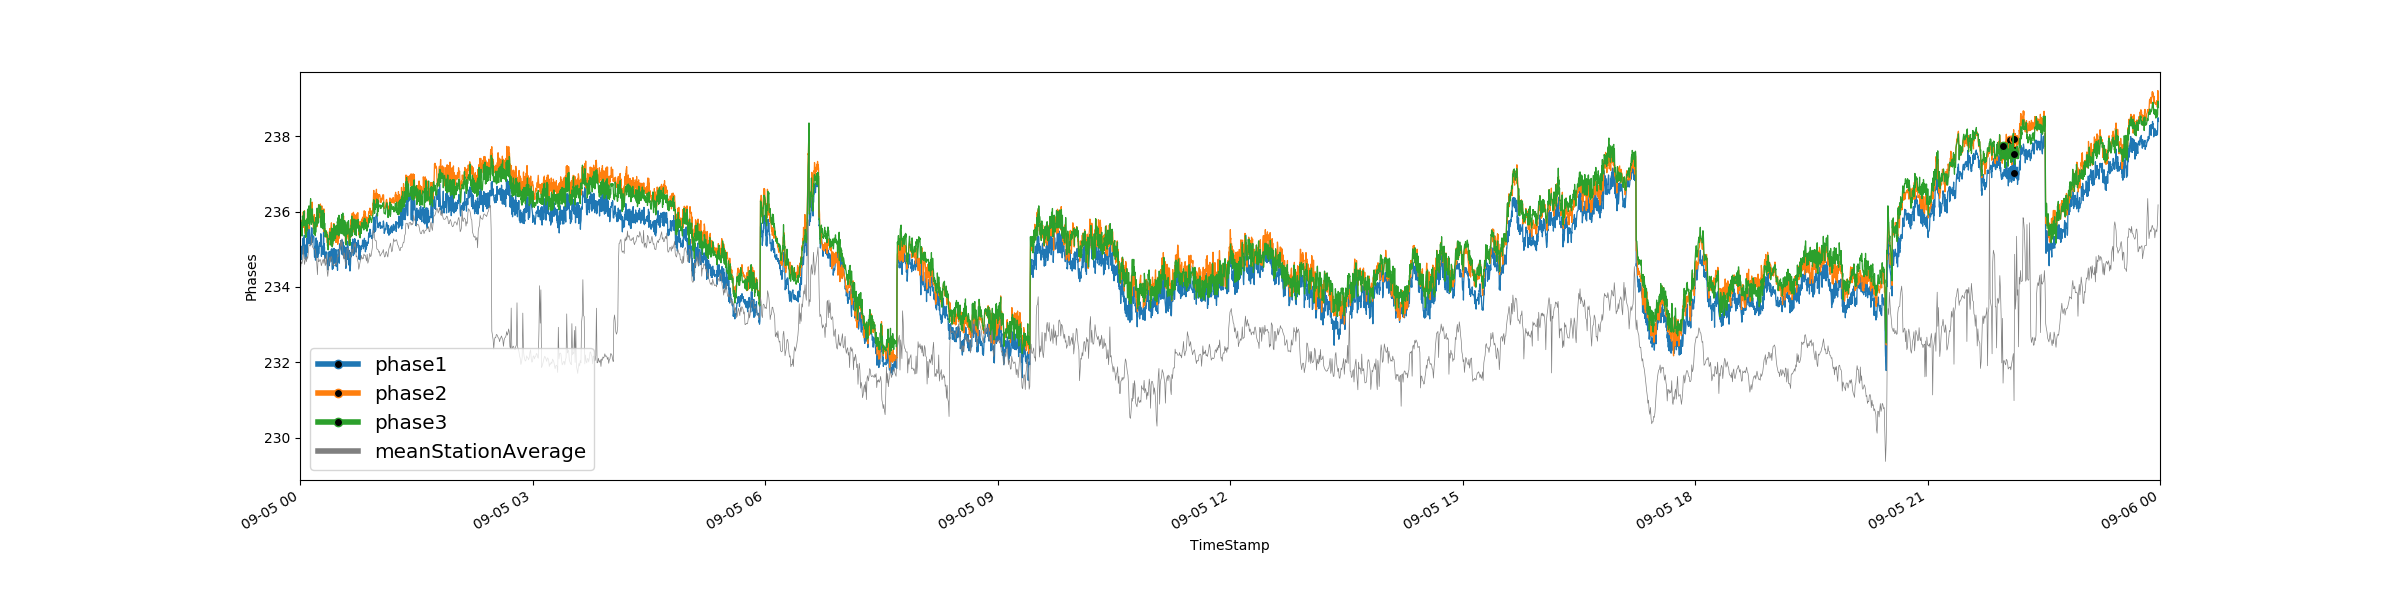 Phases
238
236
234
232
230
phase1
phase2
phase3
meanStationAverage
09-05 00
09-05 03
09-05 06
09-05 09
09-05 12
09-05 15
09-05 18
09-05 21
09-06 00
TimeStamp